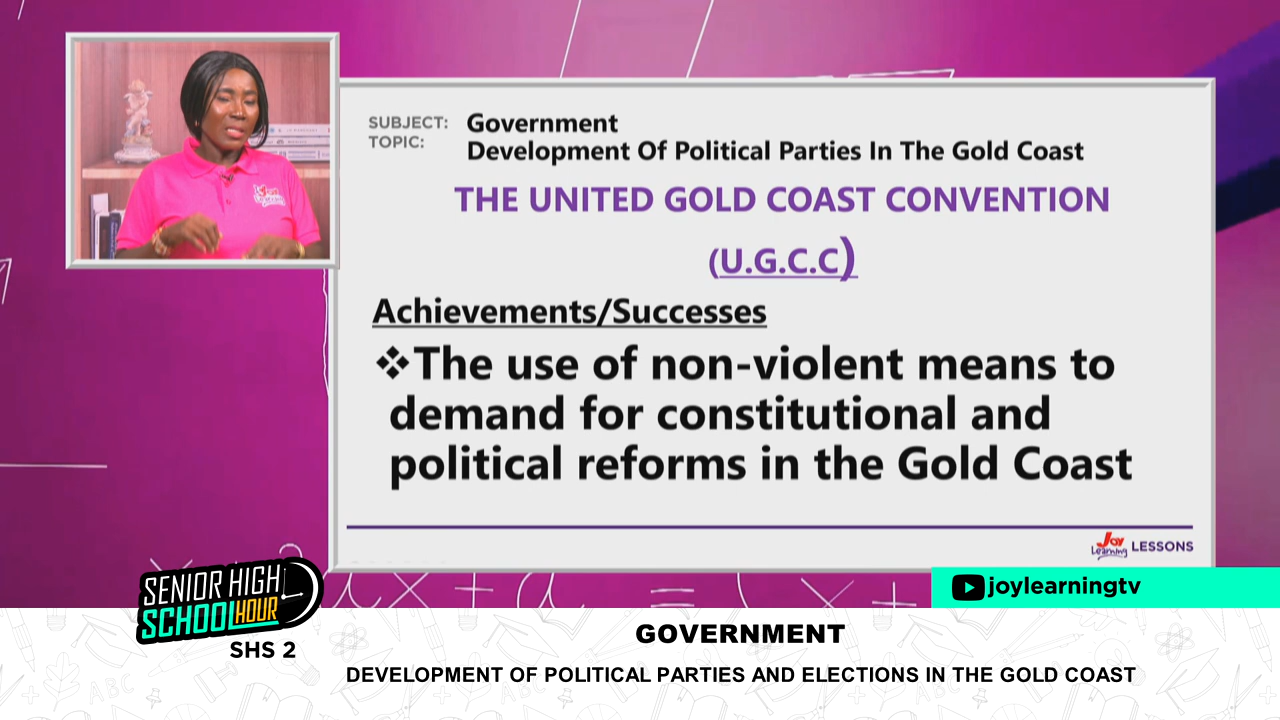 SUBJECT: Government
TOPIC: Development Of Political Parties In The Gold Coast
THE UNITED GOLD COAST CONVENTION
(U.G.C.C)
Achievements/Successes
❖The use of non-violent means to
demand for constitutional and
political reforms in the Gold Coast
Joy Learning LESSONS
joylearningtv
SENIOR HIGH
SCHOOL HOUR
SHS 2
GOVERNMENT
DEVELOPMENT OF POLITICAL PARTIES AND ELECTIONS IN THE GOLD COAST